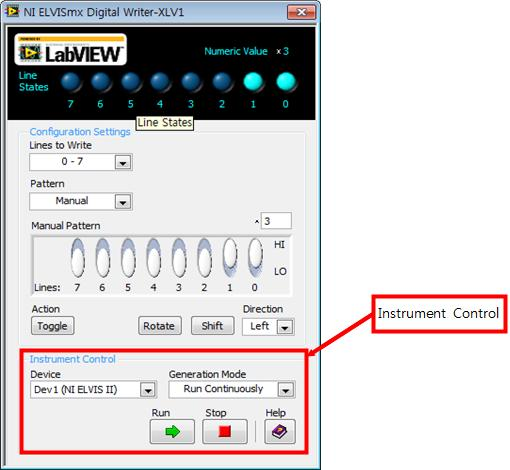 NI ELVISmx Digital Writer-XLV1
LabVIEW™
Numeric Value x 3
Line States
7 6 5 4 3 2 1 0
Line States
Configuration Settings
Lines to Write
0 - 7
Pattern
Manual
x 3
Manual Pattern
HI
LO
Lines: 7 6 5 4 3 2 1 0
Action
Direction
Toggle Rotate Shift Left
Instrument Control
Instrument Control
Device Generation Mode
Dev1 (NI ELVIS II) Run Continuously
Run Stop Help